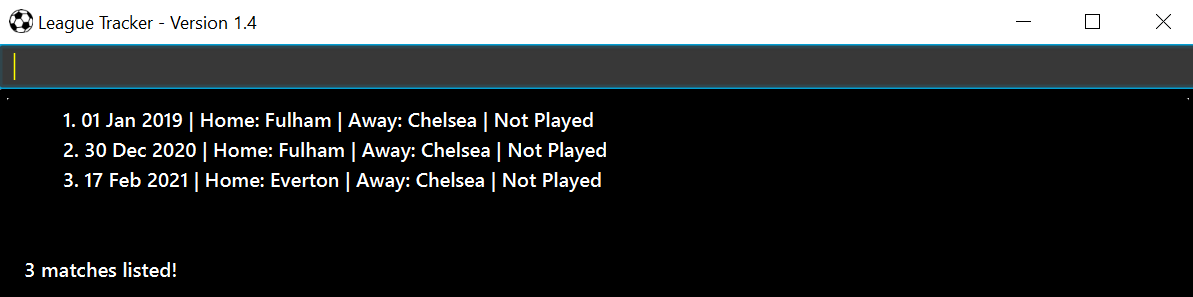 League Tracker - Version 1.4
1. 01 Jan 2019 | Home: Fulham | Away: Chelsea | Not Played
2. 30 Dec 2020 | Home: Fulham | Away: Chelsea | Not Played
3. 17 Feb 2021 | Home: Everton | Away: Chelsea | Not Played
3 matches listed!